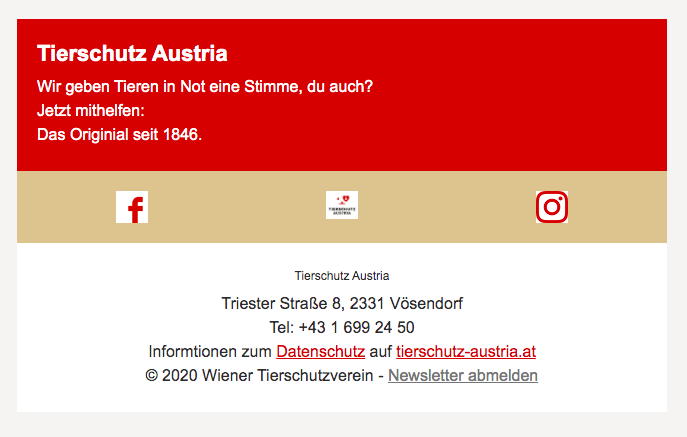 Tierschutz Austria
Wir geben Tieren in Not eine Stimme, du auch?
Jetzt mithelfen:
Das Originial seit 1846.
TIERSCHUTZ
AUSTRIA
Tierschutz Austria
Triester Straße 8, 2331 Vösendorf
Tel: +43 1 699 24 50
Informtionen zum Datenschutz auf tierschutz-austria.at
© 2020 Wiener Tierschutzverein - Newsletter abmelden